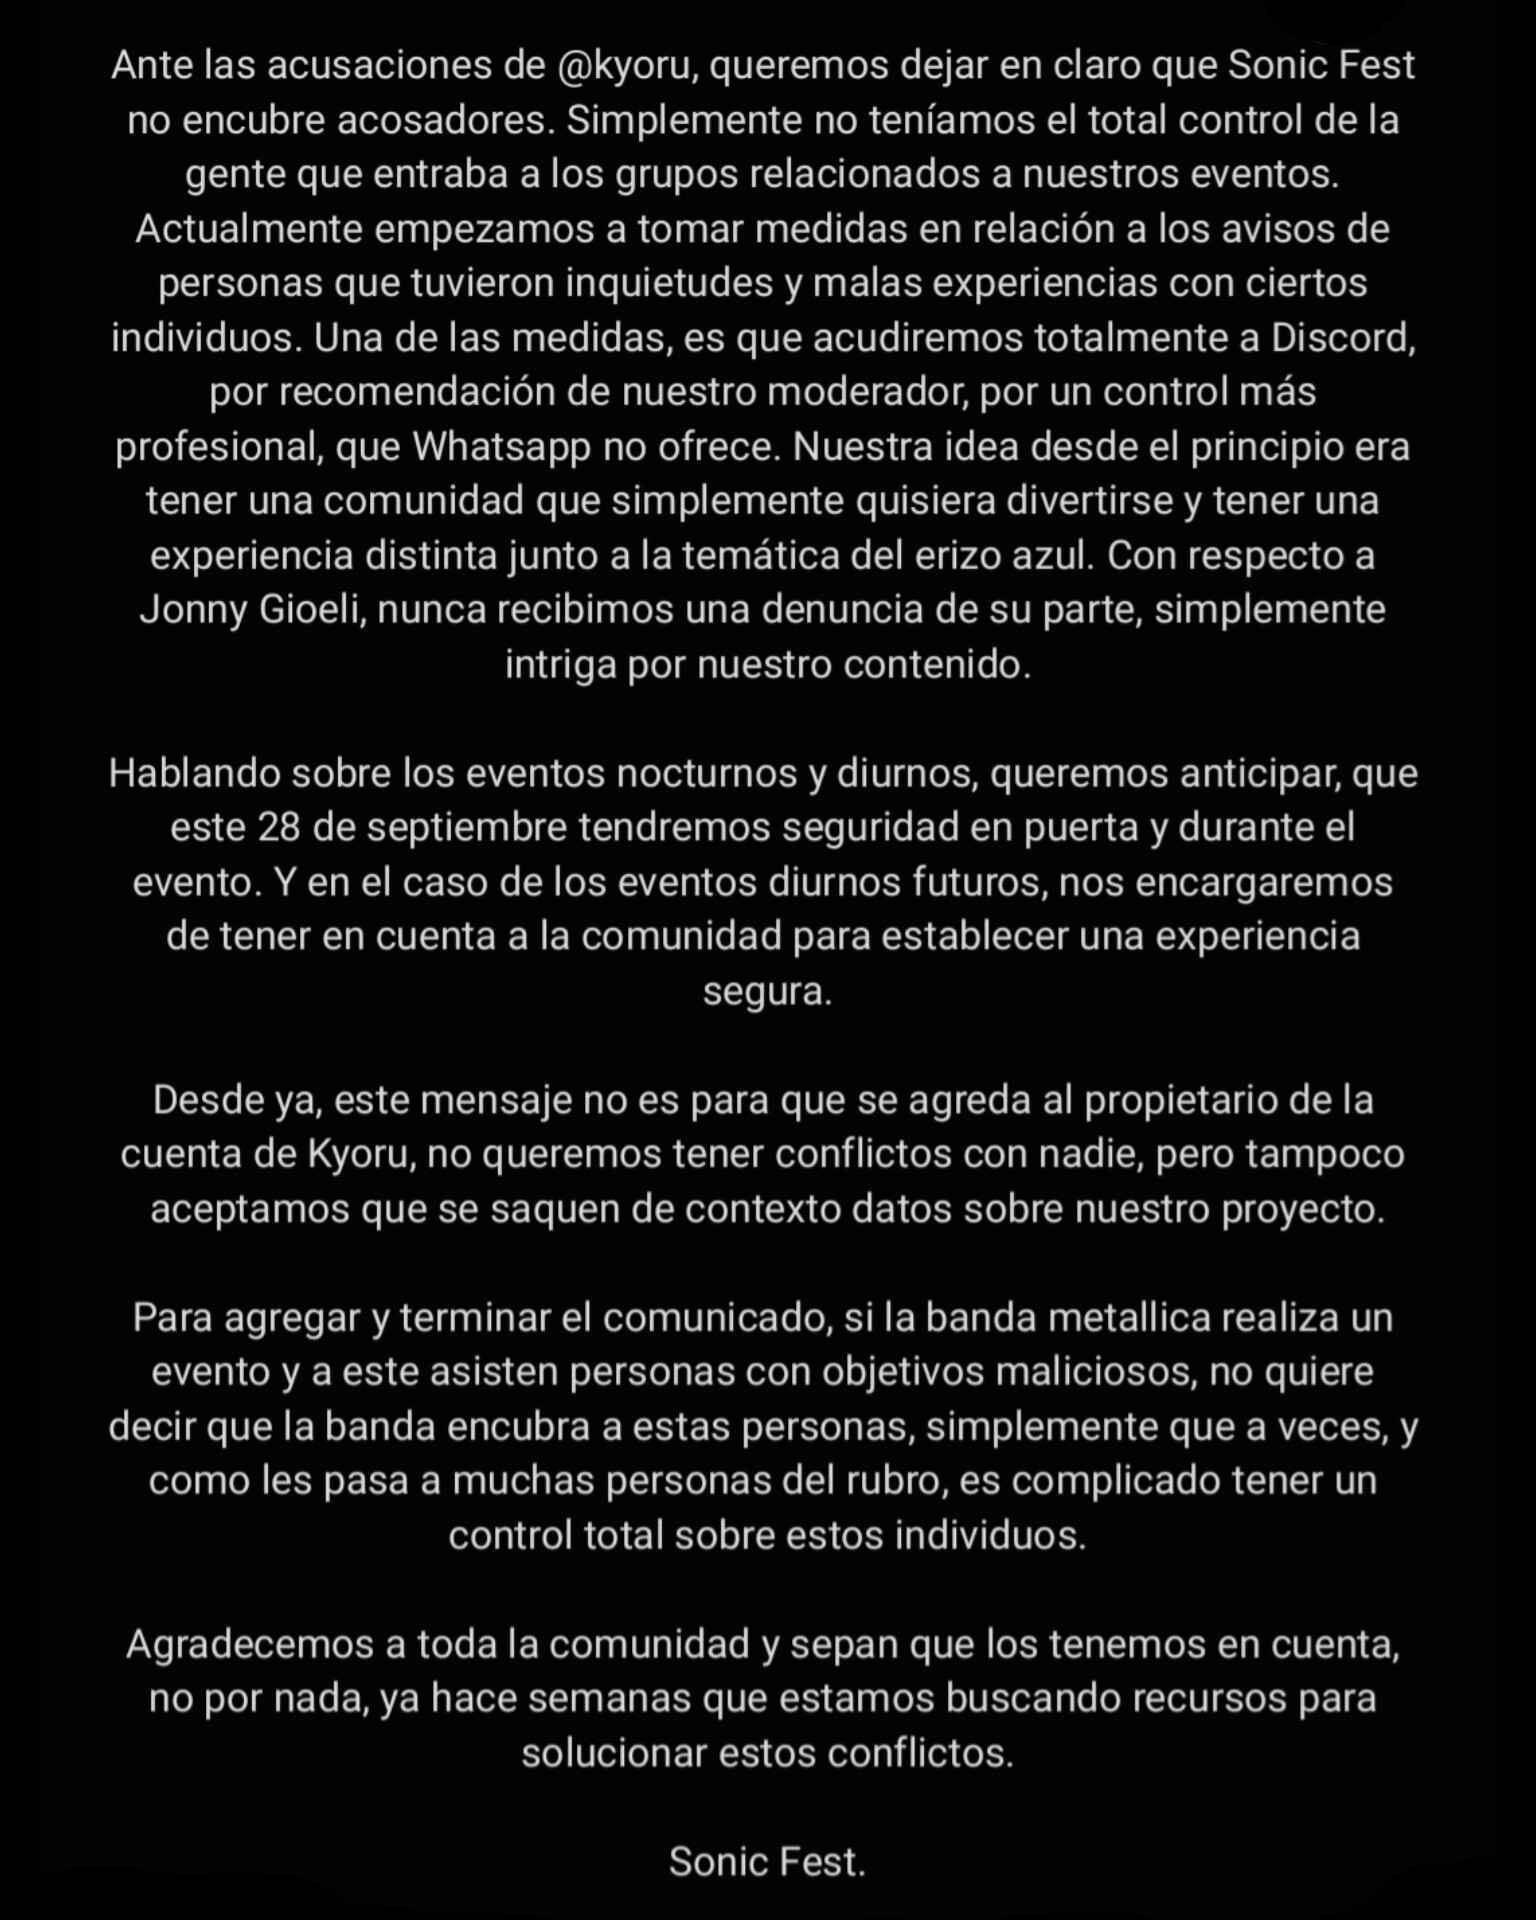 Ante las acusaciones de @kyoru, queremos dejar en claro que Sonic Fest
no encubre acosadores. Simplemente no teníamos el total control de la
gente que entraba a los grupos relacionados a nuestros eventos.
Actualmente empezamos a tomar medidas en relación a los avisos de
personas que tuvieron inquietudes y malas experiencias con ciertos
individuos. Una de las medidas, es que acudiremos totalmente a Discord,
por recomendación de nuestro moderador, por un control más
profesional, que Whatsapp no ofrece. Nuestra idea desde el principio era
tener una comunidad que simplemente quisiera divertirse y tener una
experiencia distinta junto a la temática del erizo azul. Con respecto a
Jonny Gioeli, nunca recibimos una denuncia de su parte, simplemente
intriga por nuestro contenido.
Hablando sobre los eventos nocturnos y diurnos, queremos anticipar, que
este 28 de septiembre tendremos seguridad en puerta y durante el
evento. Y en el caso de los eventos diurnos futuros, nos encargaremos
de tener en cuenta a la comunidad para establecer una experiencia
segura.
Desde ya, este mensaje no es para que se agreda al propietario de la
cuenta de Kyoru, no queremos tener conflictos con nadie, pero tampoco
aceptamos que se saquen de contexto datos sobre nuestro proyecto.
Para agregar y terminar el comunicado, si la banda metallica realiza un
evento y a este asisten personas con objetivos maliciosos, no quiere
decir que la banda encubra a estas personas, simplemente que a veces, y
como les pasa a muchas personas del rubro, es complicado tener un
control total sobre estos individuos.
Agradecemos a toda la comunidad y sepan que los tenemos en cuenta,
no por nada, ya hace semanas que estamos buscando recursos para
solucionar estos conflictos.
Sonic Fest.